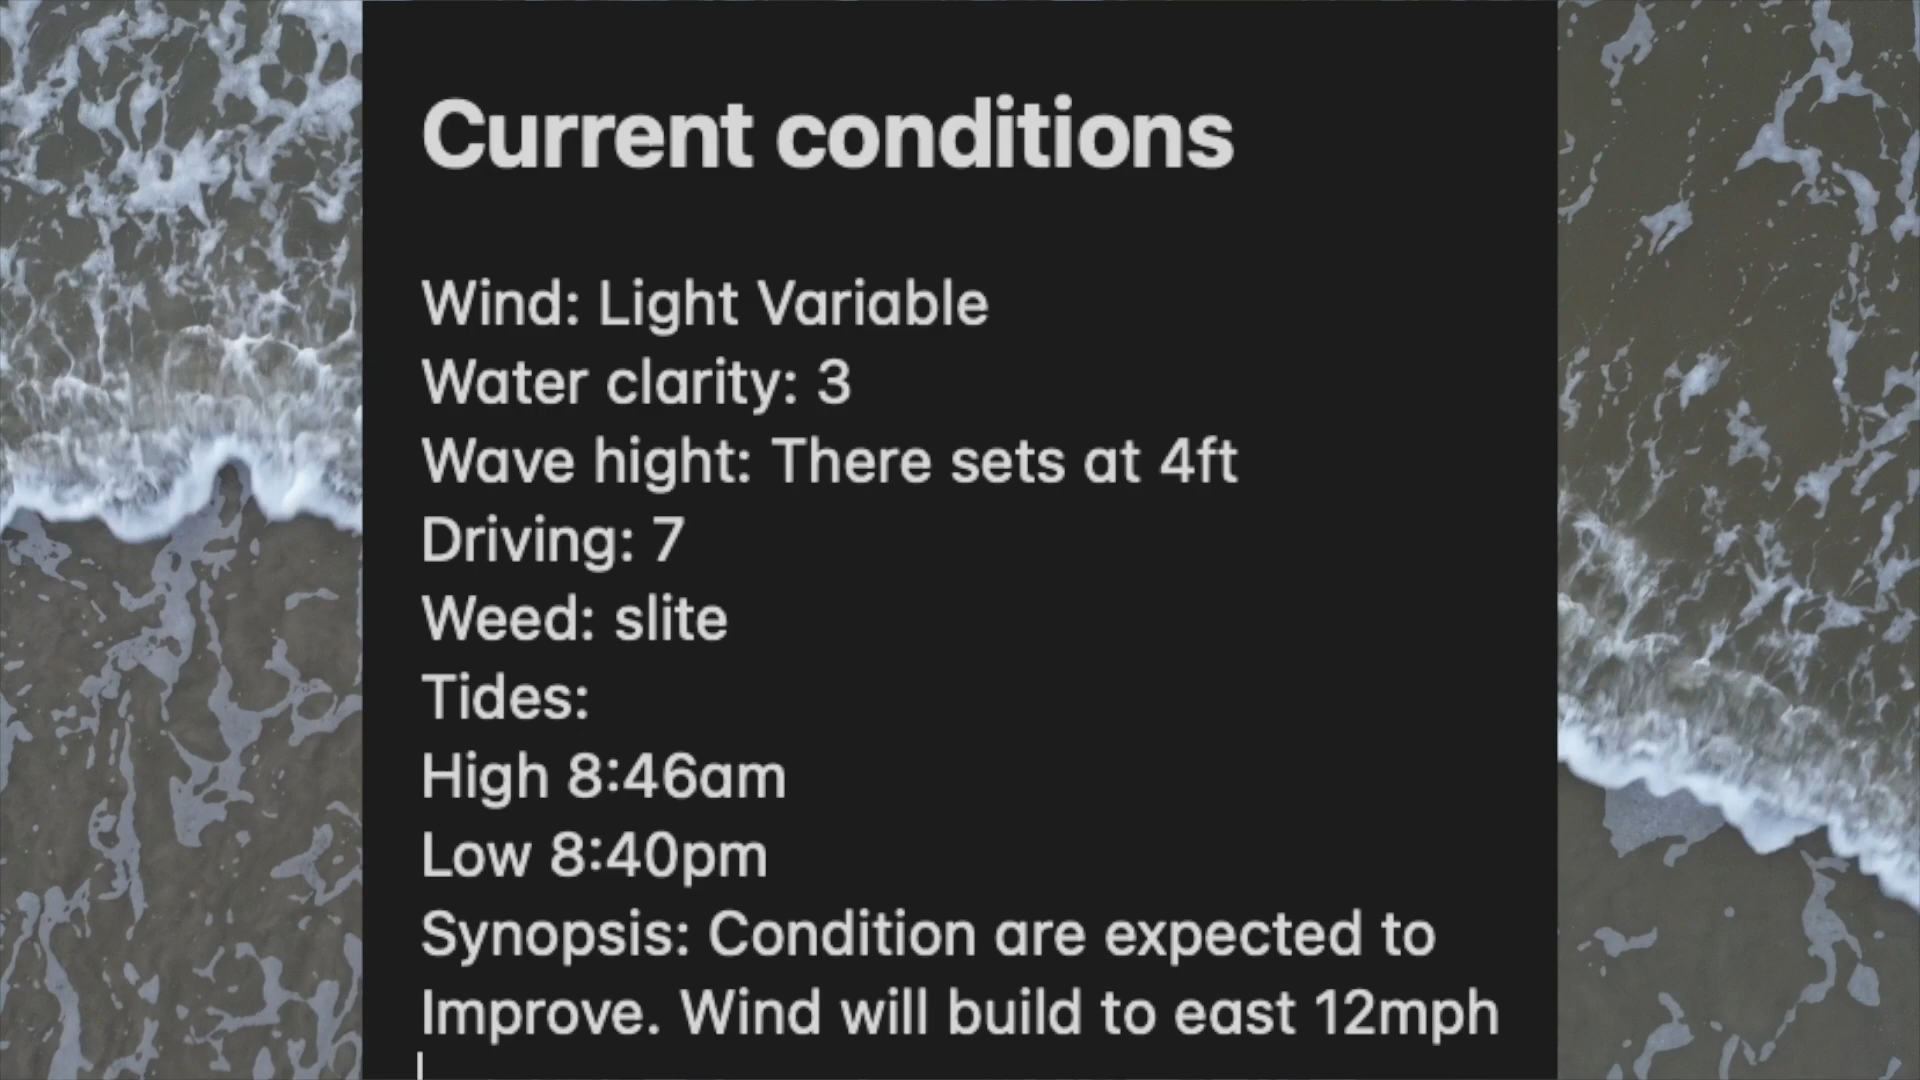 Current conditions
Wind: Light Variable
Water clarity: 3
Wave hight: There sets at 4ft
Driving: 7
Weed: slite
Tides:
High 8:46am
Low 8:40pm
Synopsis: Condition are expected to
Improve. Wind will build to east 12mph